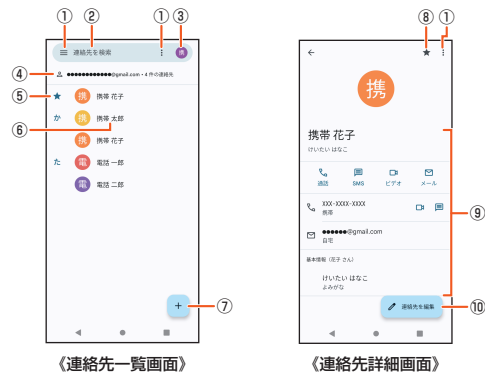 ① ② ① ③
連絡先を検索 携
④ ●●●●●●●●●●●●@gmail.com・4 件の連絡先
⑤ ★ 携 携帯 花子
⑥ か 携 携帯 太郎
携 携帯 花子
た 電 電話 一郎
電 電話 二郎
+ ⑦
《連絡先一覧画面》
⑧ ①
携
携帯 花子
けいたい はなこ
通話 SMS ビデオ メール
XXX-XXXX-XXXX
携帯
⑨
●●●●●●@gmail.com
自宅
基本情報（花子 さん）
けいたい はなこ
よみがな
連絡先を編集 ⑩
《連絡先詳細画面》